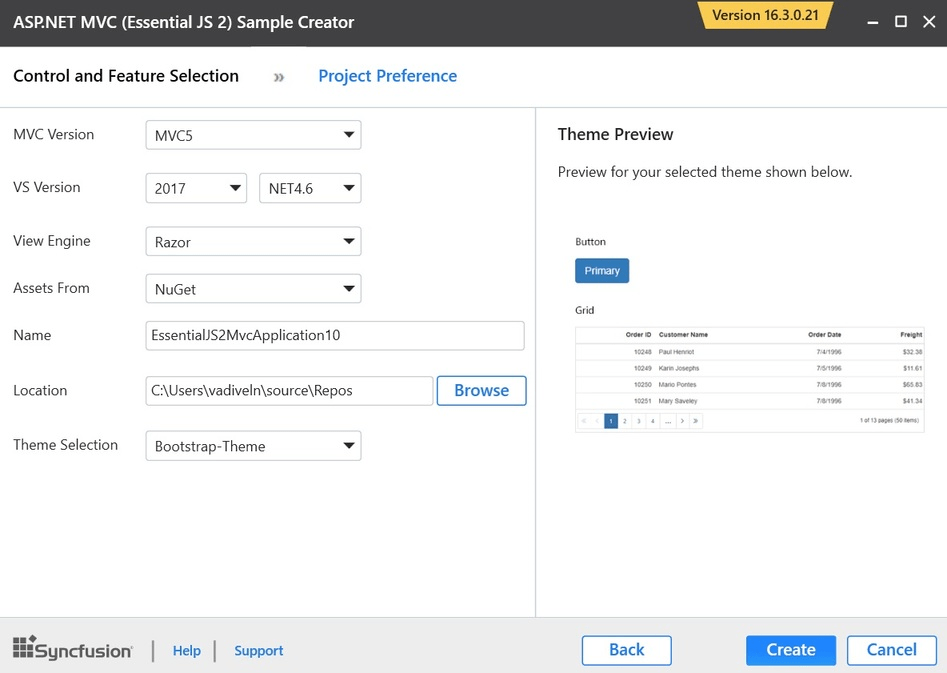 ASP.NET MVC (Essential JS 2) Sample Creator
Version 16.3.0.21
Control and Feature Selection » Project Preference
MVC Version MVC5
VS Version 2017 NET4.6
View Engine Razor
Assets From NuGet
Name EssentialJS2MvcApplication10
Location C:\Users\vadiveln\source\Repos Browse
Theme Selection Bootstrap-Theme
Theme Preview
Preview for your selected theme shown below.
Button
Primary
Grid
Order ID Customer Name Order Date Freight
10248 Paul Henriot 7/4/1996 $32.38
10249 Karin Josephs 7/5/1996 $11.61
10250 Mario Pontes 7/8/1996 $65.83
10251 Mary Saveley 7/8/1996 $41.34
« ‹ 1 2 3 4 ... › » 1 of 13 pages (50 items)
Syncfusion | Help | Support Back Create Cancel